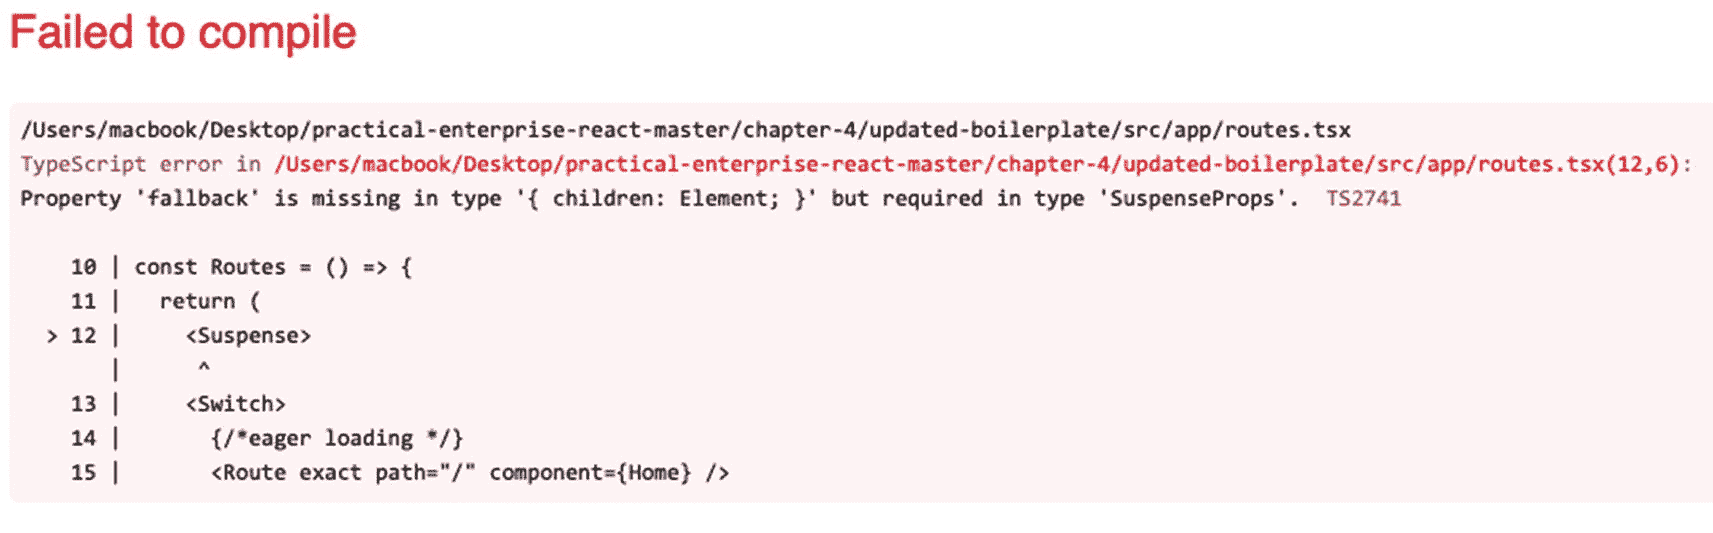 Failed to compile
/Users/macbook/Desktop/practical-enterprise-react-master/chapter-4/updated-boilerplate/src/app/routes.tsx
TypeScript error in /Users/macbook/Desktop/practical-enterprise-react-master/chapter-4/updated-boilerplate/src/app/routes.tsx(12,6):
Property 'fallback' is missing in type '{ children: Element; }' but required in type 'SuspenseProps'.  TS2741
    10 | const Routes = () => {
    11 |   return (
  > 12 |     <Suspense>
       |      ^
    13 |     <Switch>
    14 |       {/*eager loading */}
    15 |       <Route exact path="/" component={Home} />